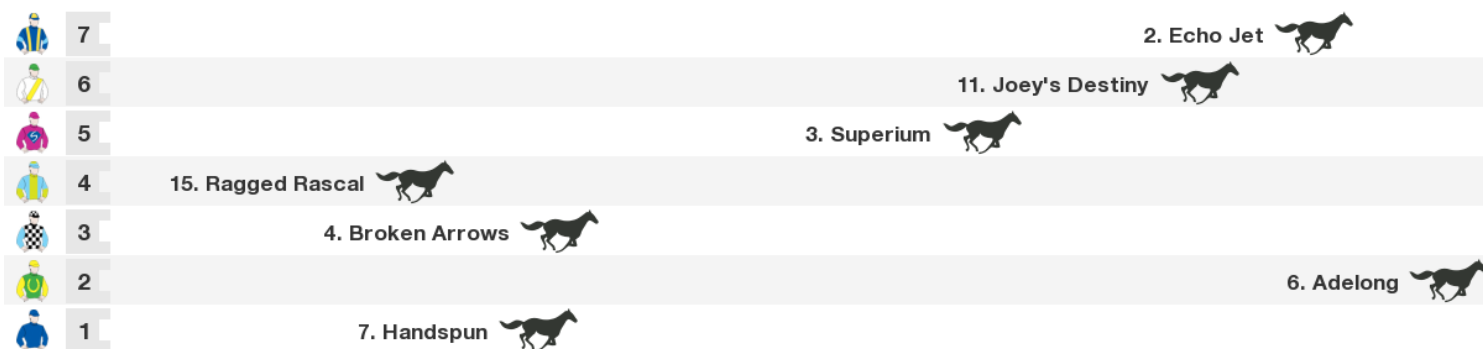 7 2. Echo Jet
6 11. Joey's Destiny
5 3. Superium
4 15. Ragged Rascal
3 4. Broken Arrows
2 6. Adelong
1 7. Handspun